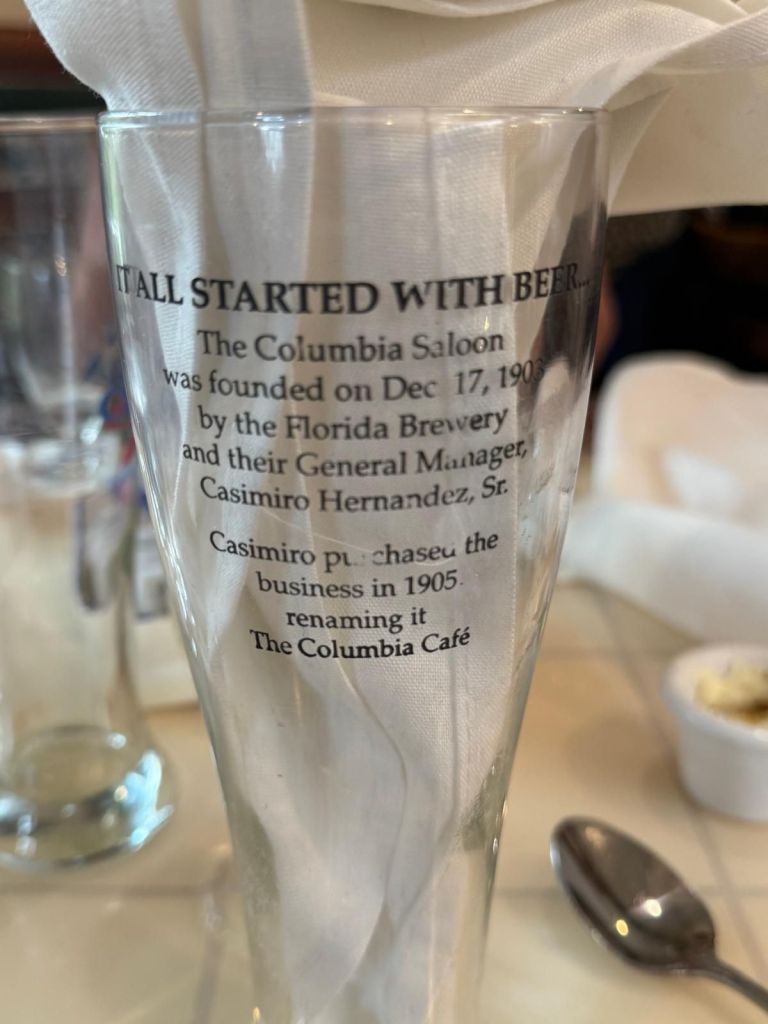 IT ALL STARTED WITH BEER...
The Columbia Saloon
was founded on Dec 17, 1903
by the Florida Brewery
and their General Manager,
Casimiro Hernandez, Sr.
Casimiro purchased the
business in 1905
renaming it
The Columbia Café